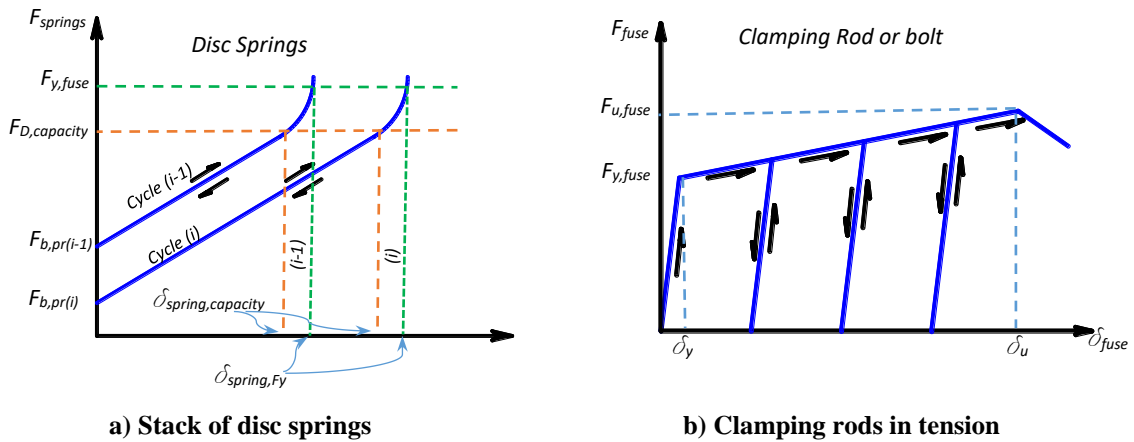 F_springs
Disc Springs
F_y,fuse
F_D,capacity
Cycle (i-1)
Cycle (i)
F_b,pr(i-1)
F_b,pr(i)
(i-1)
(i)
δ_spring,capacity
δ_spring,Fy
a) Stack of disc springs
F_fuse
Clamping Rod or bolt
F_u,fuse
F_y,fuse
δ_y
δ_u
δ_fuse
b) Clamping rods in tension